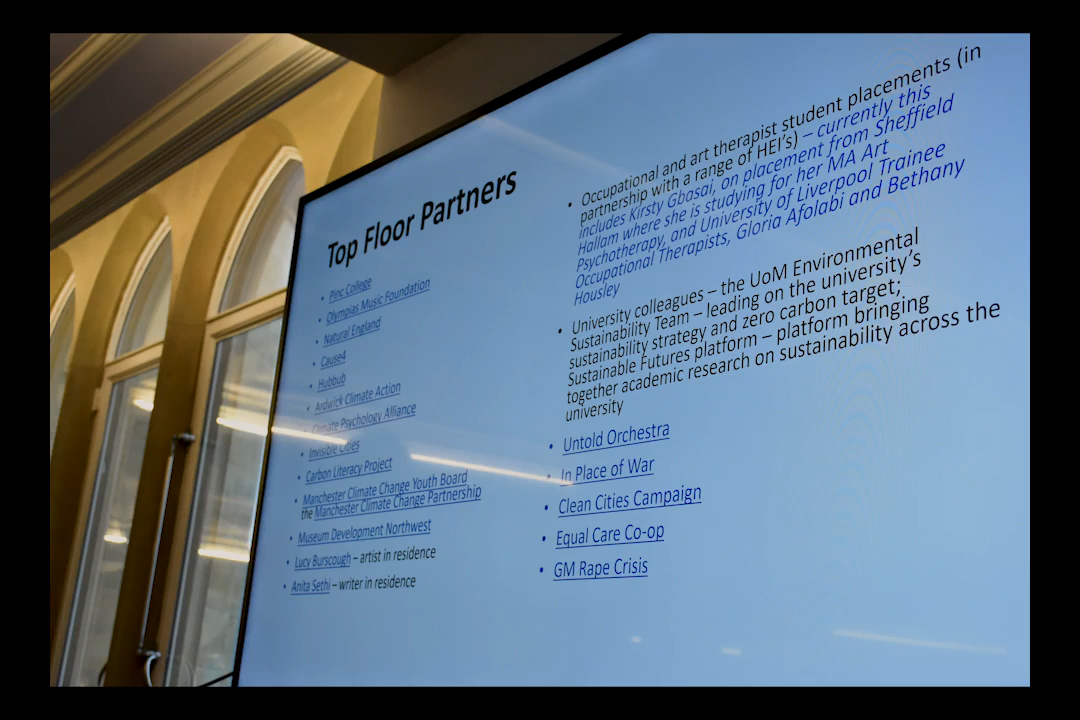 Top Floor Partners
• Pinc College
• Olympias Music Foundation
• Natural England
• Cause4
• Hubbub
• Ardwick Climate Action
• Climate Psychology Alliance
• Invisible Cities
• Carbon Literacy Project
• Manchester Climate Change Youth Board
the Manchester Climate Change Partnership
• Museum Development Northwest
• Lucy Burscough – artist in residence
• Anita Sethi – writer in residence
• Occupational and art therapist student placements (in
partnership with a range of HEI's) – currently this
includes Kirsty Gbasai, on placement from Sheffield
Hallam where she is studying for her MA Art
Psychotherapy, and University of Liverpool Trainee
Occupational Therapists, Gloria Afolabi and Bethany
Housley
• University colleagues – the UoM Environmental
Sustainability Team – leading on the university's
sustainability strategy and zero carbon target;
Sustainable Futures platform – platform bringing
together academic research on sustainability across the
university
• Untold Orchestra
• In Place of War
• Clean Cities Campaign
• Equal Care Co-op
• GM Rape Crisis